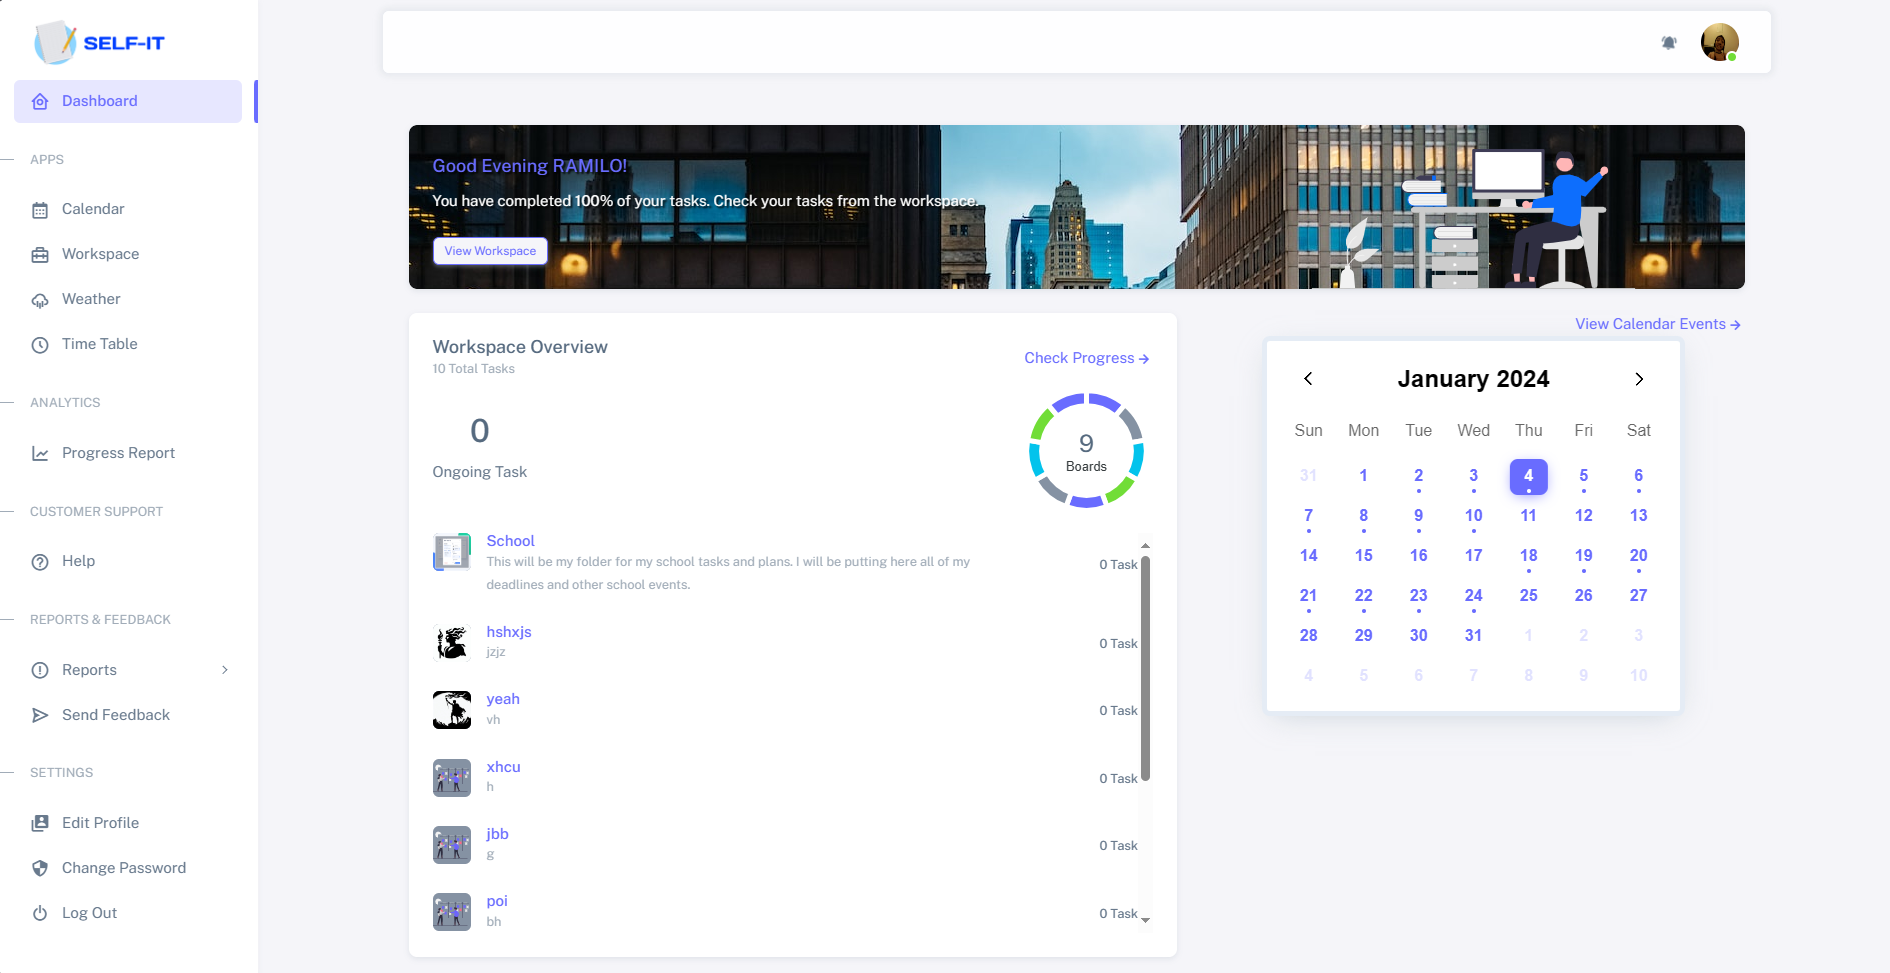 SELF-IT
Dashboard
APPS
Calendar
Workspace
Weather
Time Table
ANALYTICS
Progress Report
CUSTOMER SUPPORT
Help
REPORTS & FEEDBACK
Reports
Send Feedback
SETTINGS
Edit Profile
Change Password
Log Out
Good Evening RAMILO!
You have completed 100% of your tasks. Check your tasks from the workspace.
View Workspace
Workspace Overview
10 Total Tasks
Check Progress
0
Ongoing Task
9
Boards
School
This will be my folder for my school tasks and plans. I will be putting here all of my
deadlines and other school events.
0 Task
hshxjs
jzjz
0 Task
yeah
vh
0 Task
xhcu
h
0 Task
jbb
g
0 Task
poi
bh
0 Task
View Calendar Events
January 2024
Sun Mon Tue Wed Thu Fri Sat
31 1 2 3 4 5 6
7 8 9 10 11 12 13
14 15 16 17 18 19 20
21 22 23 24 25 26 27
28 29 30 31 1 2 3
4 5 6 7 8 9 10